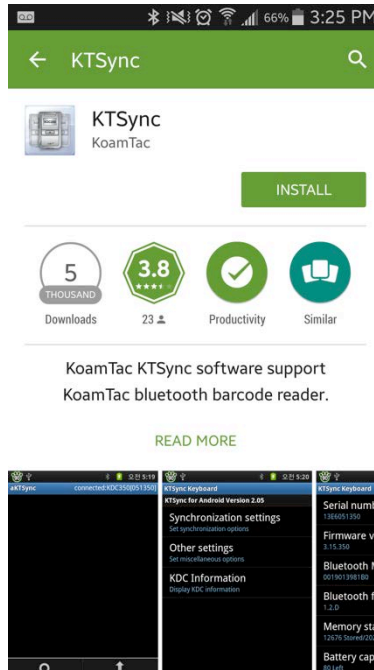 66% 3:25 PM
KTSync
KTSync
KoamTac
INSTALL
5
THOUSAND
Downloads
3.8
23
Productivity
Similar
KoamTac KTSync software support
KoamTac bluetooth barcode reader.
READ MORE
오전 5:19
aKTSync connected:KDC350[051350]
오전 5:20
KTSync Keyboard
KTSync for Android Version 2.05
Synchronization settings
Set synchronization options
Other settings
Set miscellaneous options
KDC Information
Display KDC information
KTSync Keyboard
Serial numb
13E6051350
Firmware v
3.15.350
Bluetooth M
0019013981B0
Bluetooth f
1.2.D
Memory sta
12676 Stored/202
Battery cap
80 Left